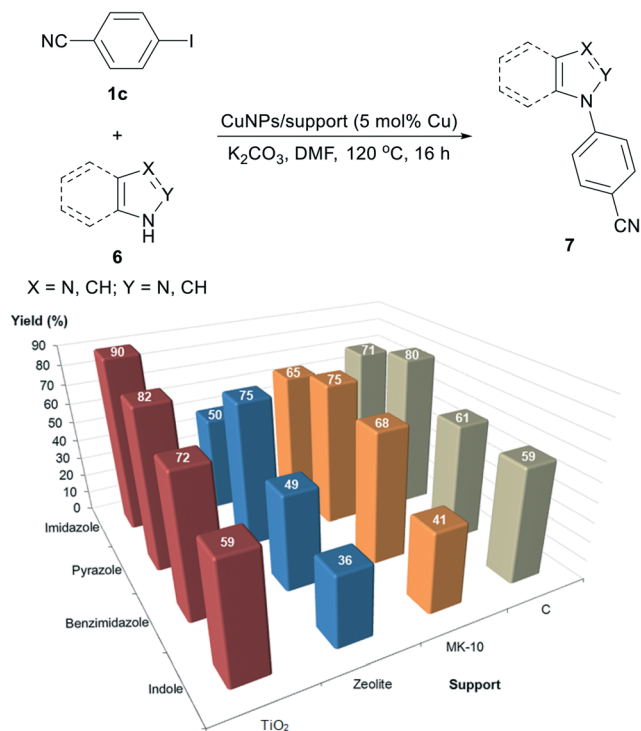 NC
I
1c
+
X
Y
N
H
6
CuNPs/support (5 mol% Cu)
K₂CO₃, DMF, 120 °C, 16 h
X
Y
N
CN
7
X = N, CH; Y = N, CH
Yield (%)
90
80
70
60
50
40
30
20
10
0
90
82
72
59
50
75
49
36
65
75
68
41
71
80
61
59
Imidazole
Pyrazole
Benzimidazole
Indole
TiO₂
Zeolite
MK-10
C
Support